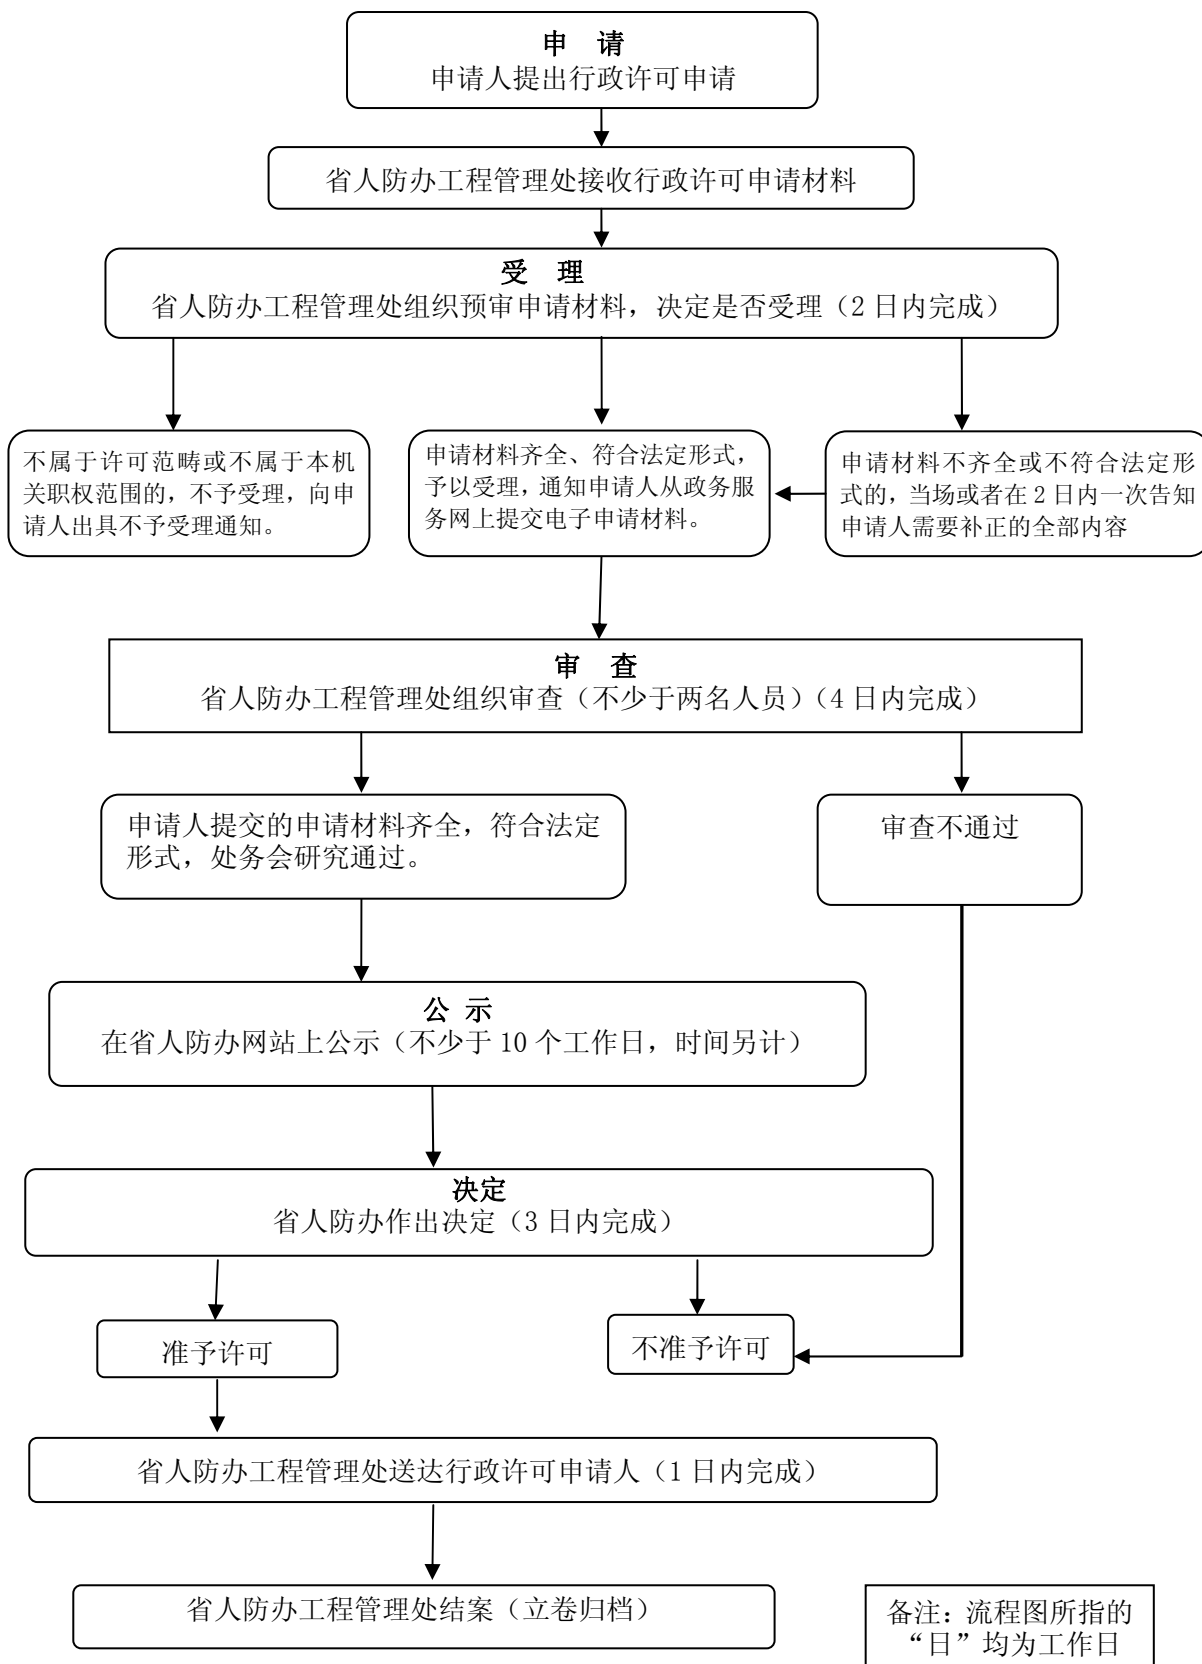 申 请
申请人提出行政许可申请
省人防办工程管理处接收行政许可申请材料
受 理
省人防办工程管理处组织预审申请材料，决定是否受理（2 日内完成）
不属于许可范畴或不属于本机
关职权范围的，不予受理，向申
请人出具不予受理通知。
申请材料齐全、符合法定形式，
予以受理，通知申请人从政务服
务网上提交电子申请材料。
申请材料不齐全或不符合法定形
式的，当场或者在 2 日内一次告知
申请人需要补正的全部内容
审 查
省人防办工程管理处组织审查（不少于两名人员）（4 日内完成）
申请人提交的申请材料齐全，符合法定
形式，处务会研究通过。
审查不通过
公 示
在省人防办网站上公示（不少于 10 个工作日，时间另计）
决定
省人防办作出决定（3 日内完成）
准予许可
不准予许可
省人防办工程管理处送达行政许可申请人（1 日内完成）
省人防办工程管理处结案（立卷归档）
备注：流程图所指的
“日”均为工作日